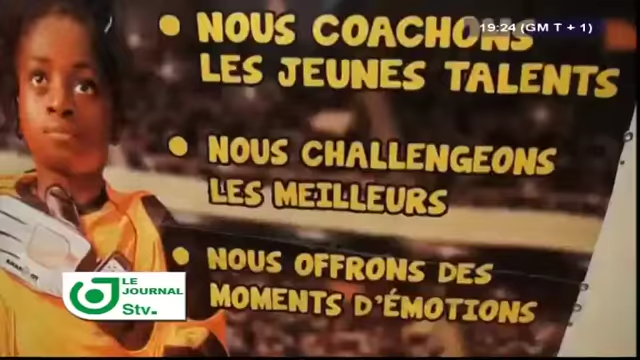 19:24 (GMT+1)
• NOUS COACHONS
LES JEUNES TALENTS
• NOUS CHALLENGEONS
LES MEILLEURS
• NOUS OFFRONS DES
MOMENTS D'ÉMOTIONS
LE
JOURNAL
Stv.